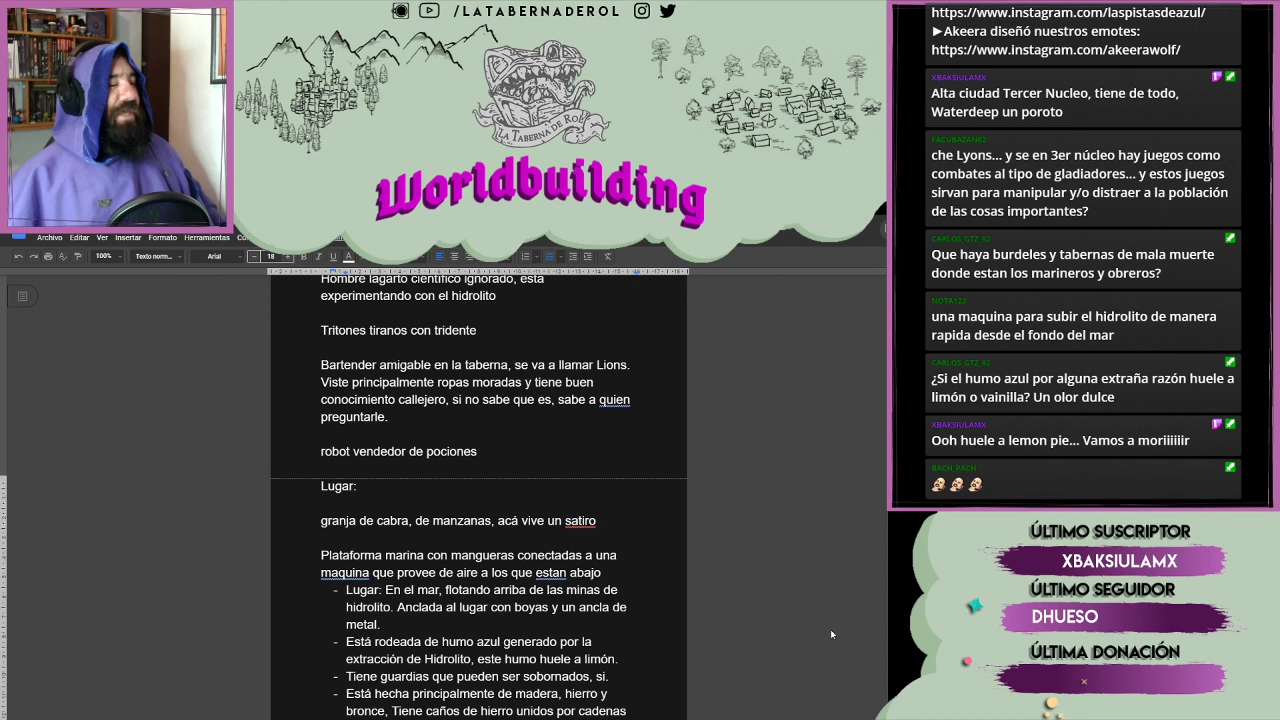 /LATABERNADEROL
LA TABERNA DE ROL
Worldbuilding
Archivo Editar Ver Insertar Formato Herramientas
100% Texto norm... Arial 18
Hombre lagarto científico ignorado, está
experimentando con el hidrolito
Tritones tiranos con tridente
Bartender amigable en la taberna, se va a llamar Lions.
Viste principalmente ropas moradas y tiene buen
conocimiento callejero, si no sabe que es, sabe a quien
preguntarle.
robot vendedor de pociones
Lugar:
granja de cabra, de manzanas, acá vive un satiro
Plataforma marina con mangueras conectadas a una
maquina que provee de aire a los que estan abajo
- Lugar: En el mar, flotando arriba de las minas de
hidrolito. Anclada al lugar con boyas y un ancla de
metal.
- Está rodeada de humo azul generado por la
extracción de Hidrolito, este humo huele a limón.
- Tiene guardias que pueden ser sobornados, si.
- Está hecha principalmente de madera, hierro y
bronce, Tiene caños de hierro unidos por cadenas
https://www.instagram.com/laspistasdeazul/
►Akeera diseñó nuestros emotes:
https://www.instagram.com/akeerawolf/
XBAKSIULAMX
Alta ciudad Tercer Nucleo, tiene de todo,
Waterdeep un poroto
FACUBAZAN82
che Lyons... y se en 3er núcleo hay juegos como
combates al tipo de gladiadores... y estos juegos
sirvan para manipular y/o distraer a la población
de las cosas importantes?
CARLOS_GTZ_92
Que haya burdeles y tabernas de mala muerte
donde estan los marineros y obreros?
NOTA122
una maquina para subir el hidrolito de manera
rapida desde el fondo del mar
CARLOS_GTZ_92
¿Si el humo azul por alguna extraña razón huele a
limón o vainilla? Un olor dulce
XBAKSIULAMX
Ooh huele a lemon pie... Vamos a moriiiiiir
BACH_PACH
ÚLTIMO SUSCRIPTOR
XBAKSIULAMX
ÚLTIMO SEGUIDOR
DHUESO
ÚLTIMA DONACIÓN